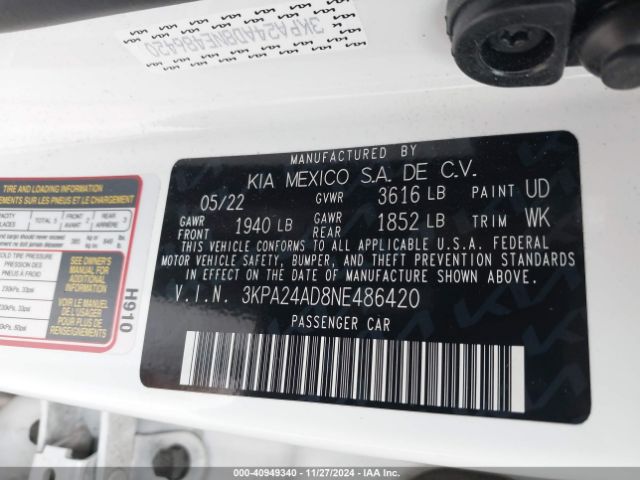 3KPA24AD8NE486420
MANUFACTURED BY
KIA MEXICO S.A. DE C.V.
05/22 GVWR 3616 LB PAINT UD
GAWR FRONT 1940 LB GAWR REAR 1852 LB TRIM WK
THIS VEHICLE CONFORMS TO ALL APPLICABLE U.S.A. FEDERAL
MOTOR VEHICLE SAFETY, BUMPER, AND THEFT PREVENTION STANDARDS
IN EFFECT ON THE DATE OF MANUFACTURE SHOWN ABOVE.
V.I.N. 3KPA24AD8NE486420
PASSENGER CAR
TIRE AND LOADING INFORMATION
SEE OWNER'S
MANUAL FOR
ADDITIONAL
INFORMATION
VOIR LE MANUEL
DE L'USAGER
POUR PLUS DE
RENSEIGNEMENTS
H910
000-40949340 - 11/27/2024 - IAAI.COM